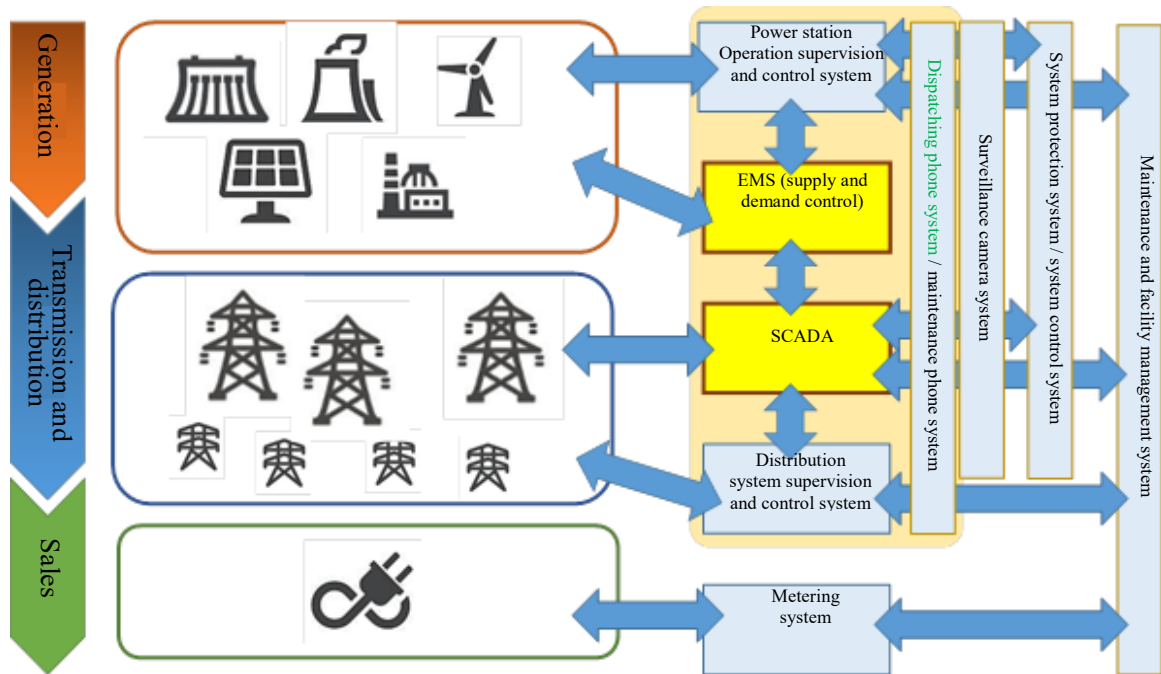 Generation
Transmission and
distribution
Sales
Power station
Operation supervision
and control system
EMS (supply and
demand control)
SCADA
Distribution
system supervision
and control system
Metering
system
Dispatching phone system / maintenance phone system
Surveillance camera system
System protection system / system control system
Maintenance and facility management system